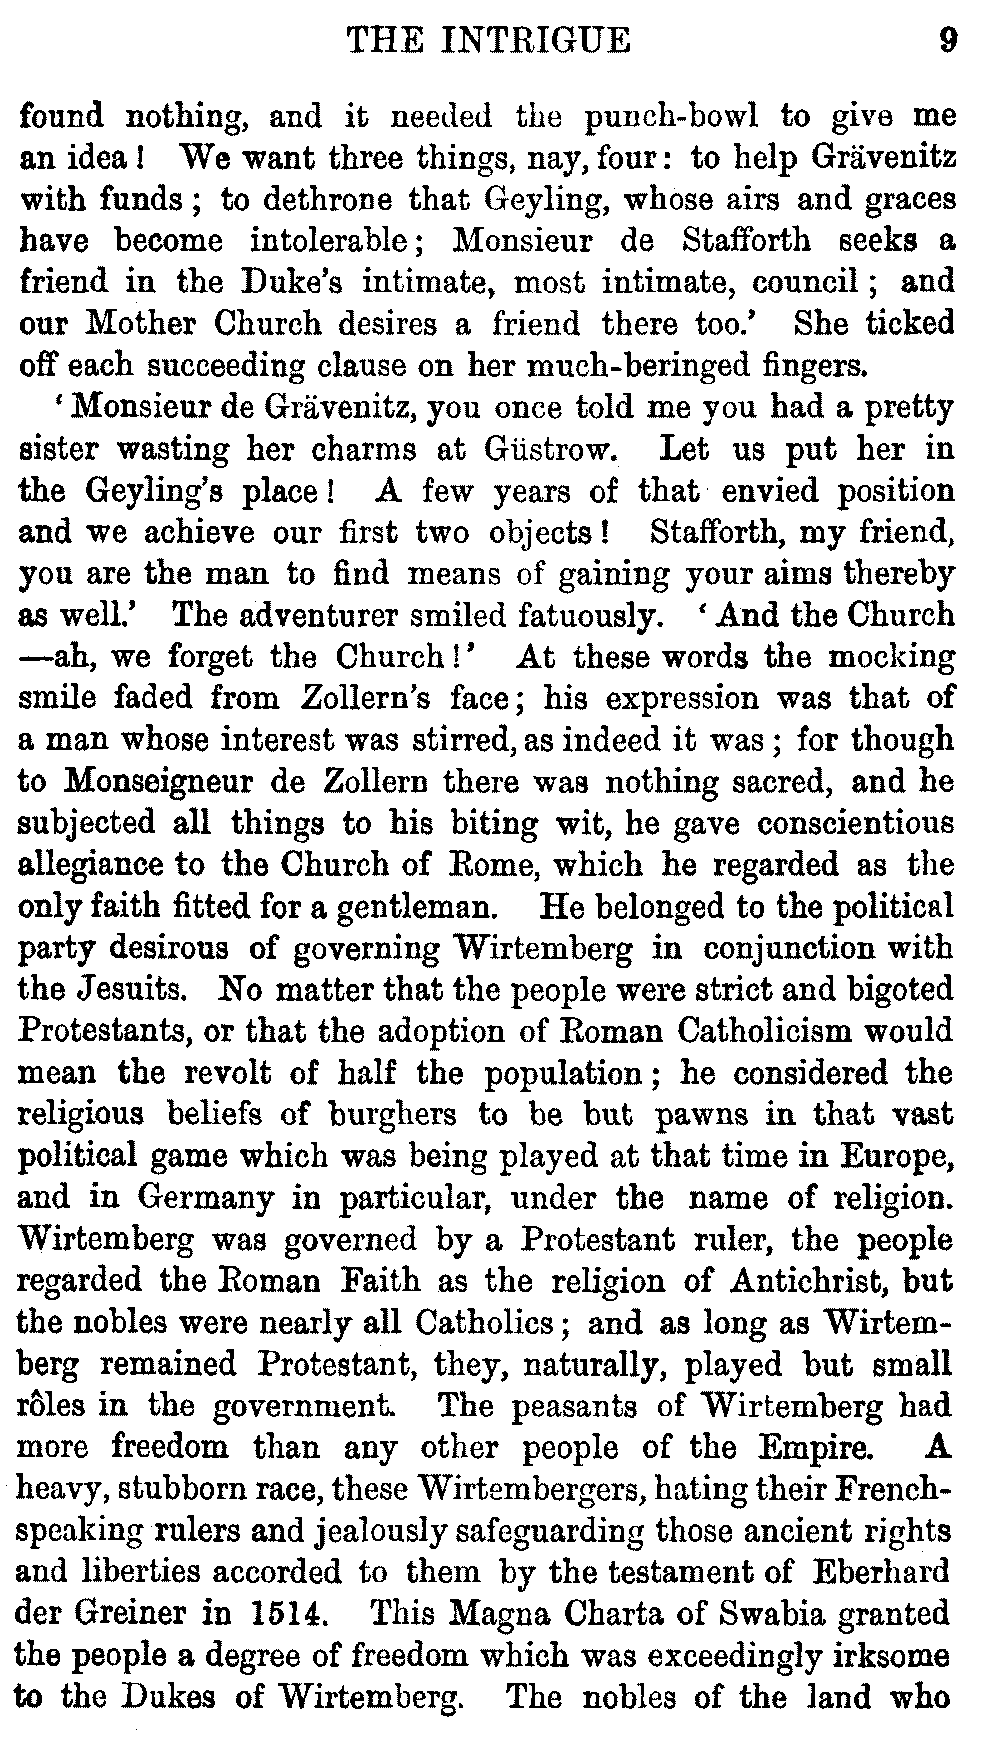 THE INTRIGUE 9
found nothing, and it needed the punch-bowl to give me
an idea! We want three things, nay, four: to help Grävenitz
with funds; to dethrone that Geyling, whose airs and graces
have become intolerable; Monsieur de Stafforth seeks a
friend in the Duke's intimate, most intimate, council; and
our Mother Church desires a friend there too.' She ticked
off each succeeding clause on her much-beringed fingers.
'Monsieur de Grävenitz, you once told me you had a pretty
sister wasting her charms at Güstrow. Let us put her in
the Geyling's place! A few years of that envied position
and we achieve our first two objects! Stafforth, my friend,
you are the man to find means of gaining your aims thereby
as well.' The adventurer smiled fatuously. 'And the Church
—ah, we forget the Church!' At these words the mocking
smile faded from Zollern's face; his expression was that of
a man whose interest was stirred, as indeed it was; for though
to Monseigneur de Zollern there was nothing sacred, and he
subjected all things to his biting wit, he gave conscientious
allegiance to the Church of Rome, which he regarded as the
only faith fitted for a gentleman. He belonged to the political
party desirous of governing Wirtemberg in conjunction with
the Jesuits. No matter that the people were strict and bigoted
Protestants, or that the adoption of Roman Catholicism would
mean the revolt of half the population; he considered the
religious beliefs of burghers to be but pawns in that vast
political game which was being played at that time in Europe,
and in Germany in particular, under the name of religion.
Wirtemberg was governed by a Protestant ruler, the people
regarded the Roman Faith as the religion of Antichrist, but
the nobles were nearly all Catholics; and as long as Wirtem-
berg remained Protestant, they, naturally, played but small
rôles in the government. The peasants of Wirtemberg had
more freedom than any other people of the Empire. A
heavy, stubborn race, these Wirtembergers, hating their French-
speaking rulers and jealously safeguarding those ancient rights
and liberties accorded to them by the testament of Eberhard
der Greiner in 1514. This Magna Charta of Swabia granted
the people a degree of freedom which was exceedingly irksome
to the Dukes of Wirtemberg. The nobles of the land who